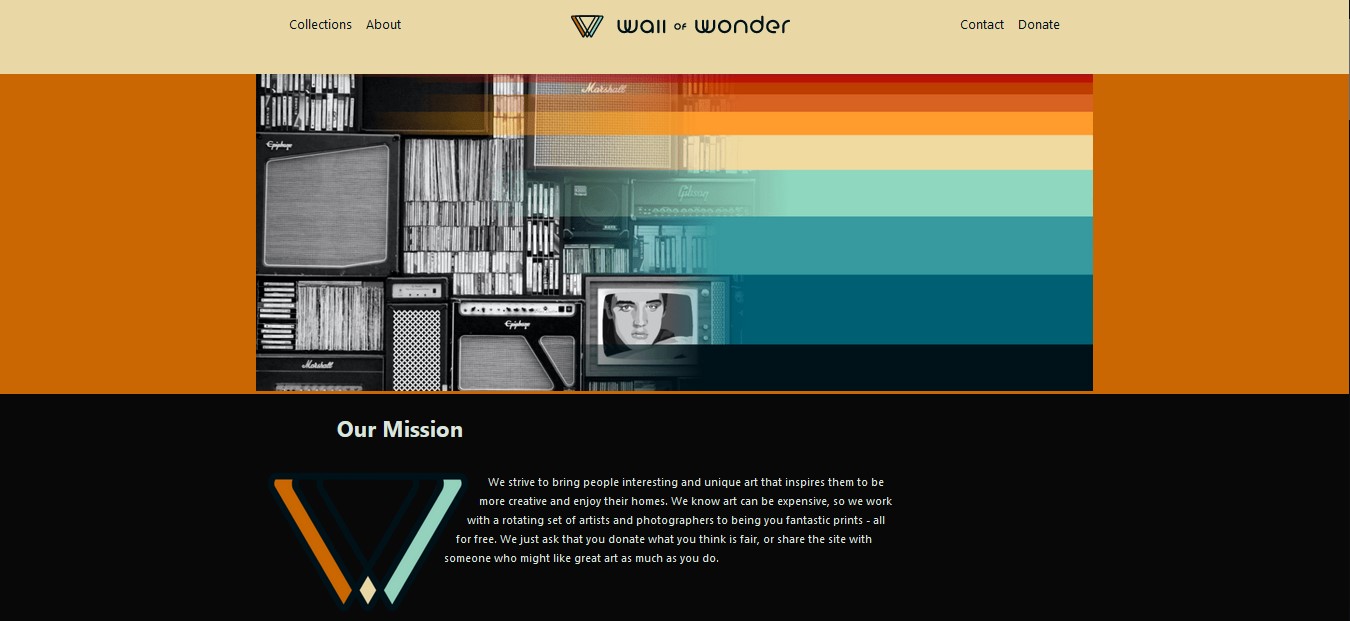 Collections About wall of wonder Contact Donate
Marshall
Epiphone
Gibson
Epiphone
Marshall
Our Mission
We strive to bring people interesting and unique art that inspires them to be
more creative and enjoy their homes. We know art can be expensive, so we work
with a rotating set of artists and photographers to being you fantastic prints - all
for free. We just ask that you donate what you think is fair, or share the site with
someone who might like great art as much as you do.